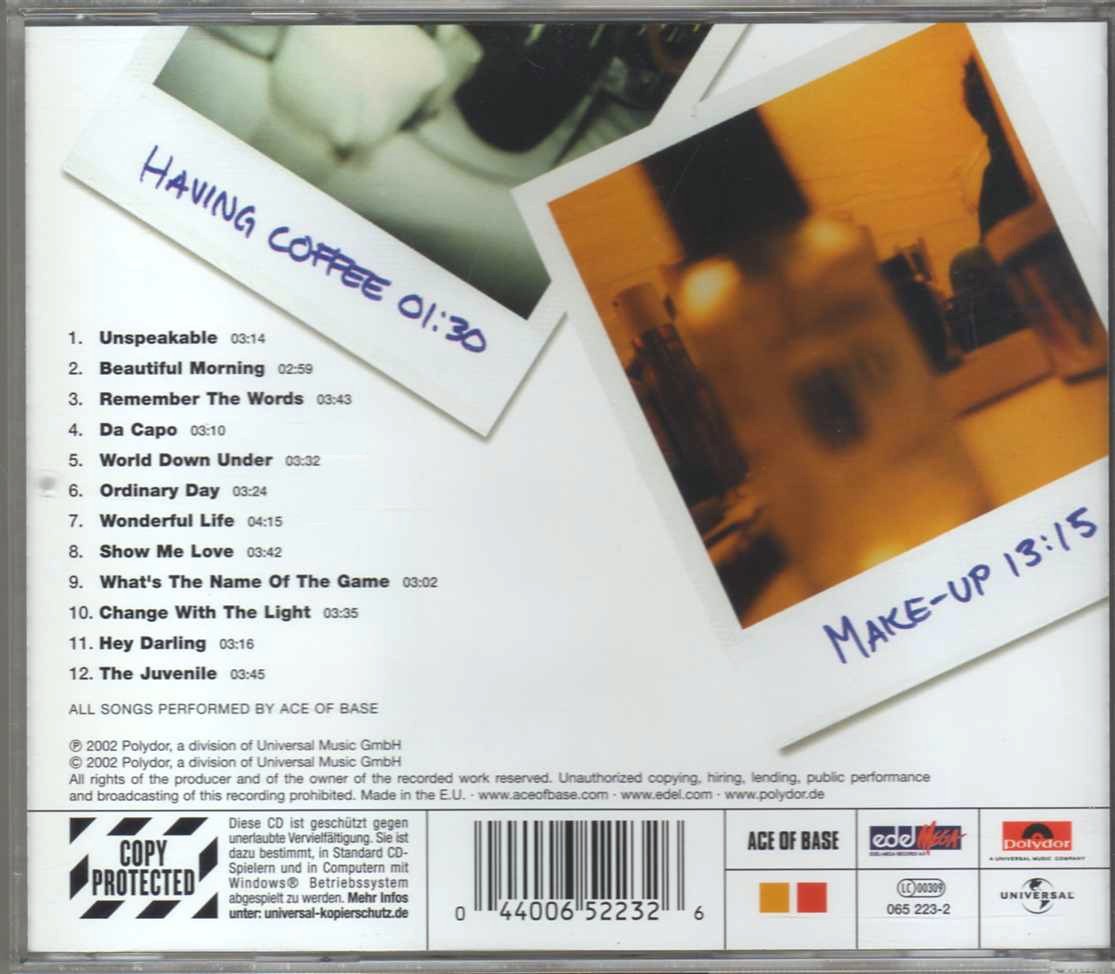 HAVING COFFEE 01:30
MAKE-UP 13:15
1. Unspeakable 03:14
2. Beautiful Morning 02:59
3. Remember The Words 03:43
4. Da Capo 03:10
5. World Down Under 03:32
6. Ordinary Day 03:24
7. Wonderful Life 04:15
8. Show Me Love 03:42
9. What's The Name Of The Game 03:02
10. Change With The Light 03:35
11. Hey Darling 03:16
12. The Juvenile 03:45
ALL SONGS PERFORMED BY ACE OF BASE
℗ 2002 Polydor, a division of Universal Music GmbH
© 2002 Polydor, a division of Universal Music GmbH
All rights of the producer and of the owner of the recorded work reserved. Unauthorized copying, hiring, lending, public performance
and broadcasting of this recording prohibited. Made in the E.U. · www.aceofbase.com · www.edel.com · www.polydor.de
COPY
PROTECTED
Diese CD ist geschützt gegen
unerlaubte Vervielfältigung. Sie ist
dazu bestimmt, in Standard CD-
Spielern und in Computern mit
Windows® Betriebssystem
abgespielt zu werden. Mehr Infos
unter: universal-kopierschutz.de
0 44006 52232 6
ACE OF BASE
edel MEGA
polydor
A UNIVERSAL MUSIC COMPANY
LC 00309
065 223-2
UNIVERSAL